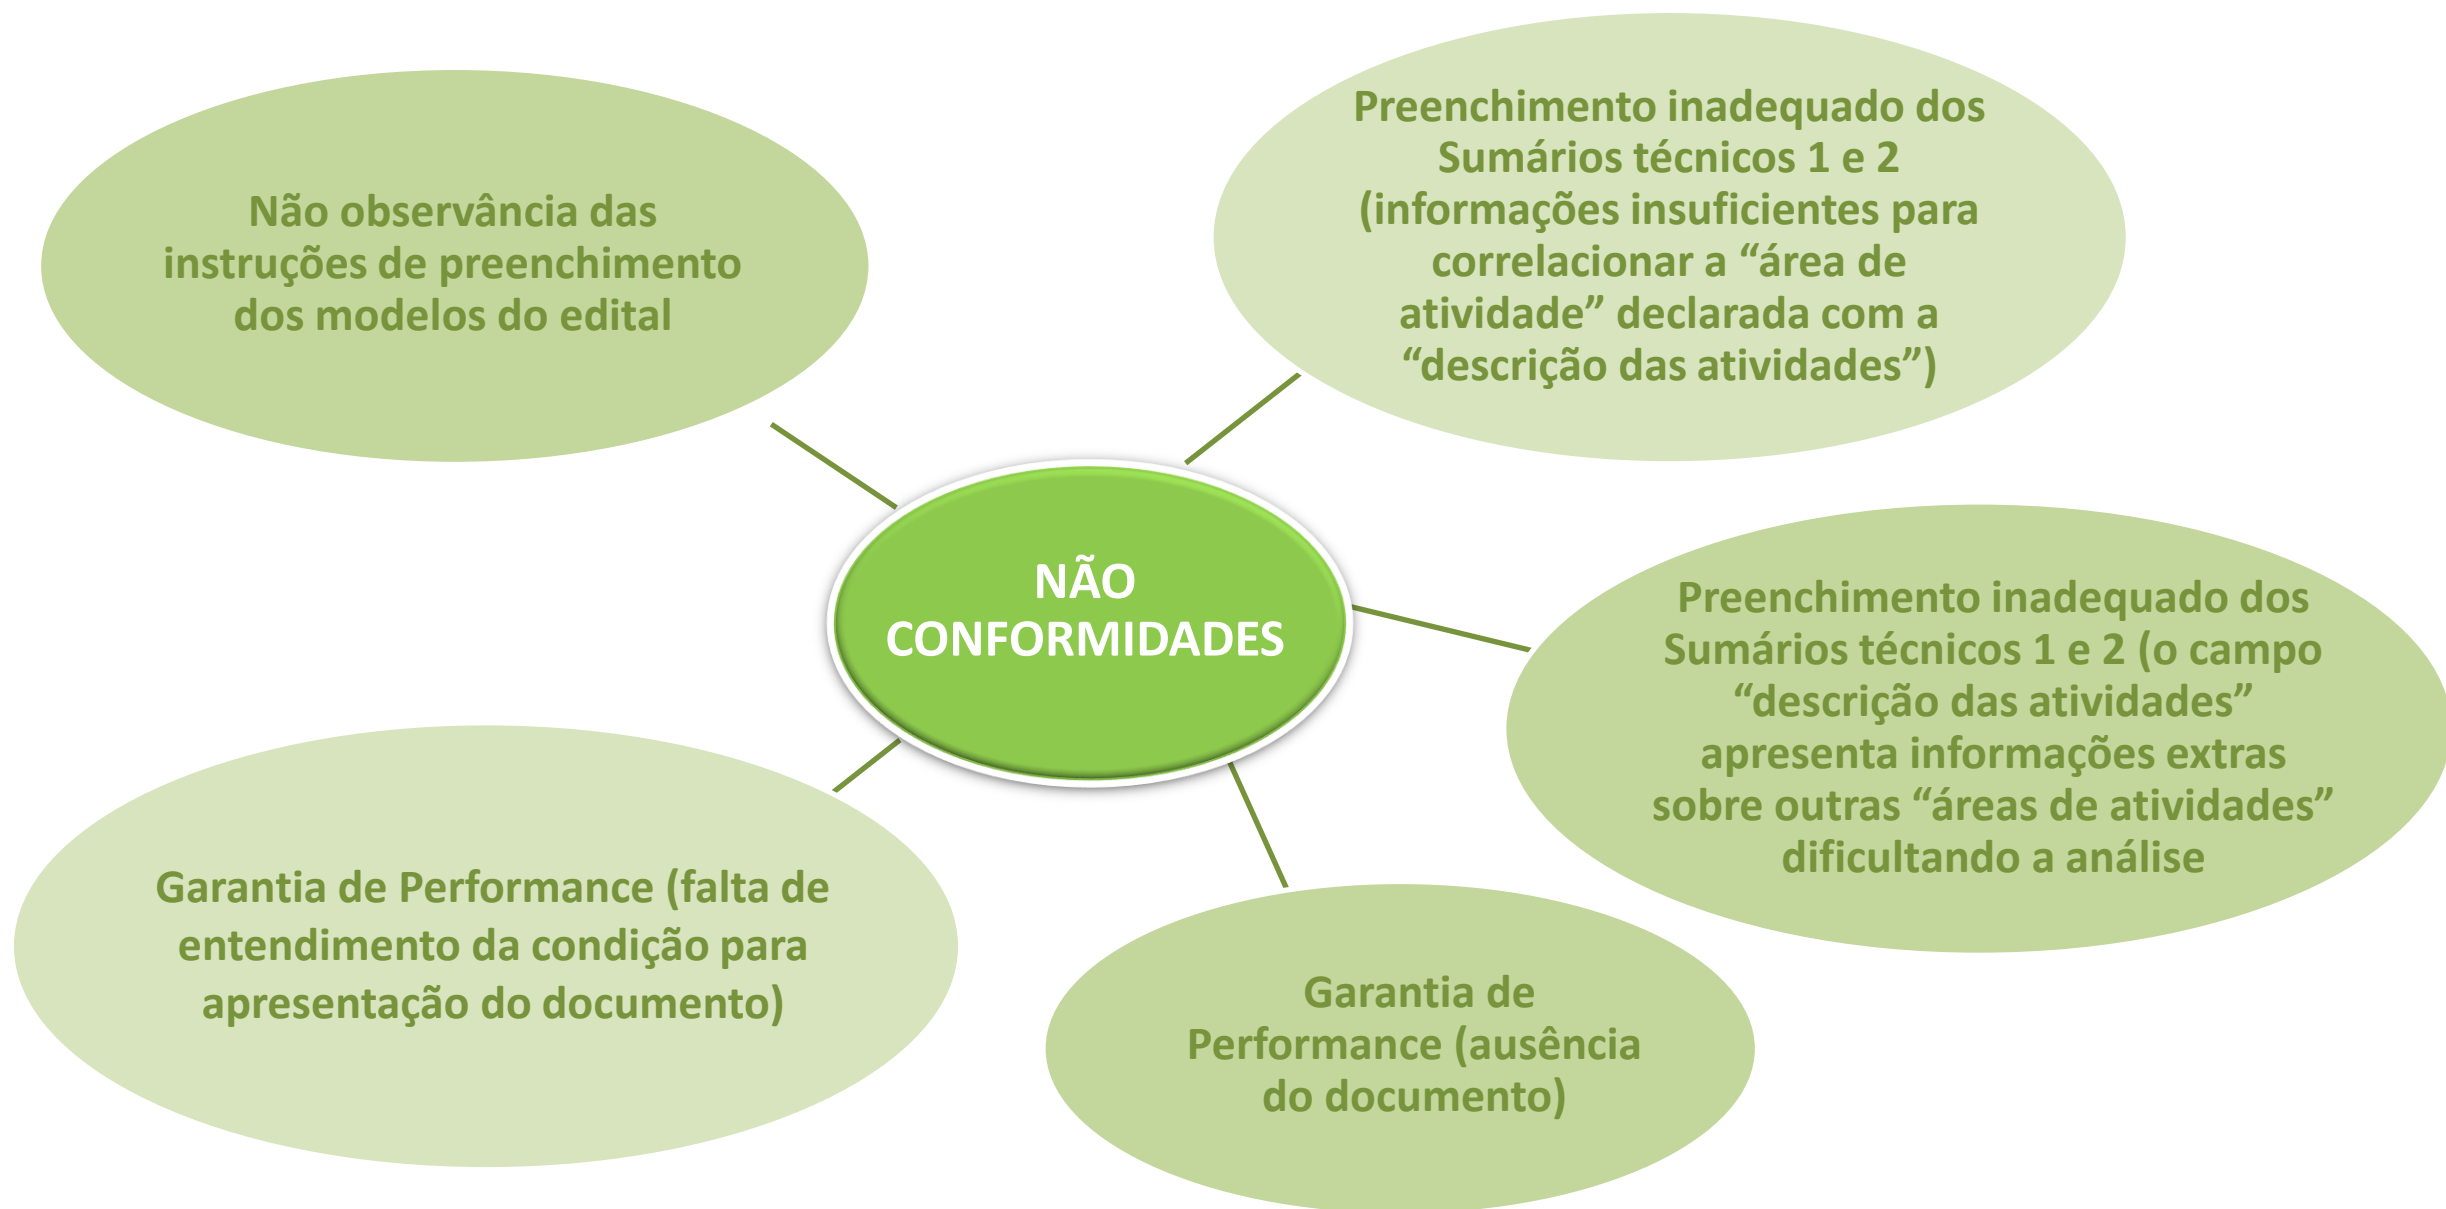 Não observância das
instruções de preenchimento
dos modelos do edital
Preenchimento inadequado dos
Sumários técnicos 1 e 2
(informações insuficientes para
correlacionar a “área de
atividade” declarada com a
“descrição das atividades”)
NÃO
CONFORMIDADES
Preenchimento inadequado dos
Sumários técnicos 1 e 2 (o campo
“descrição das atividades”
apresenta informações extras
sobre outras “áreas de atividades”
dificultando a análise
Garantia de Performance (falta de
entendimento da condição para
apresentação do documento)
Garantia de
Performance (ausência
do documento)